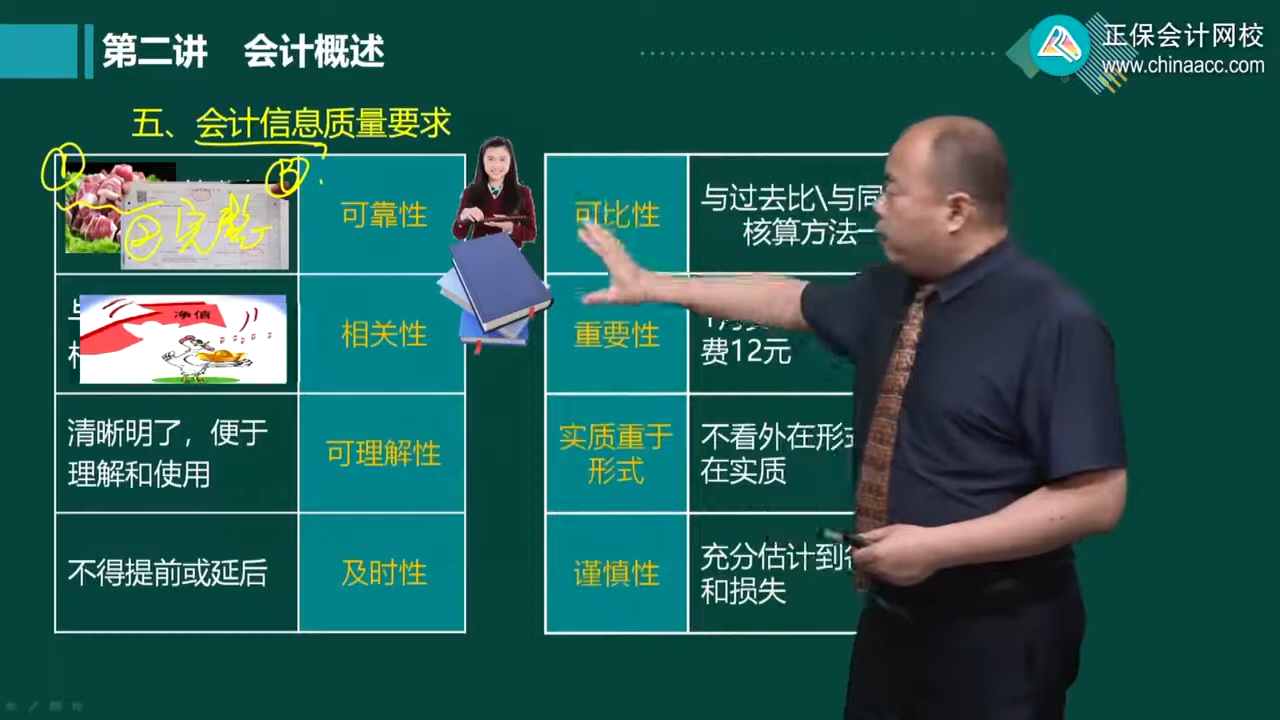 第二讲 会计概述
正保会计网校
www.chinaacc.com
五、会计信息质量要求
可靠性
完整
净值
相关性
清晰明了，便于
理解和使用
可理解性
不得提前或延后
及时性
可比性
与过去比\与同
核算方法一
重要性
费12元
实质重于
形式
不看外在形式
在实质
谨慎性
充分估计到各
和损失